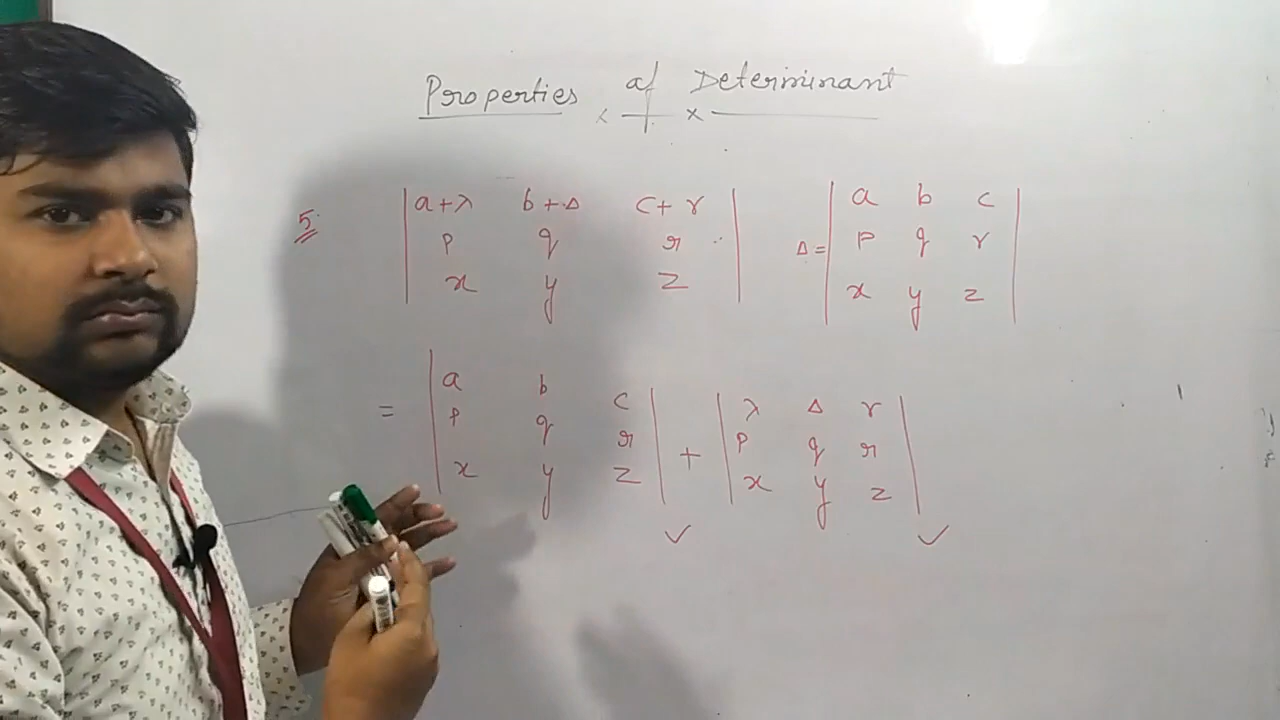 Properties of Determinant
5.
| a+λ b+Δ c+r |
| p q r |
| x y z |
Δ =
| a b c |
| p q r |
| x y z |
=
| a b c |
| p q r |
| x y z |
+
| λ Δ r |
| p q r |
| x y z |